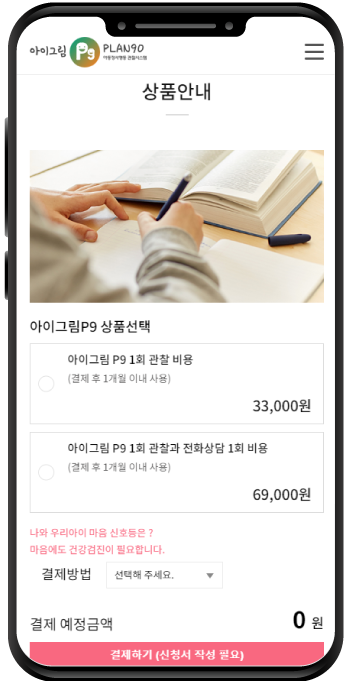 아이그림 P9 PLAN90
아동정서행동 관찰시스템
상품안내
아이그림P9 상품선택
아이그림 P9 1회 관찰 비용
(결제 후 1개월 이내 사용)
33,000원
아이그림 P9 1회 관찰과 전화상담 1회 비용
(결제 후 1개월 이내 사용)
69,000원
나와 우리아이 마음 신호등은 ?
마음에도 건강검진이 필요합니다.
결제방법 선택해 주세요.
결제 예정금액 0 원
결제하기 (신청서 작성 필요)